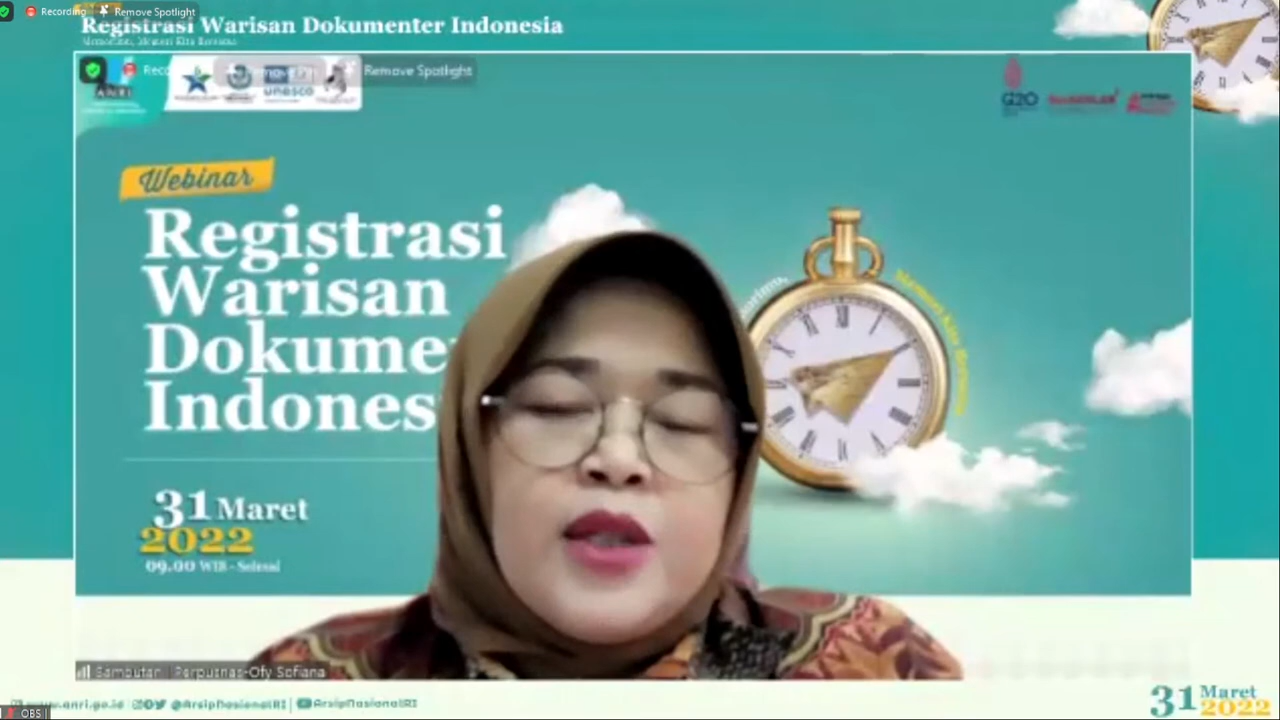 Recording
Remove Spotlight
Registrasi Warisan Dokumenter Indonesia
Remove Spotlight
ANRI
unesco
G20
Webinar
Registrasi
Warisan
Dokume
Indones
31 Maret
2022
09.00 WIB - Selesai
Sambutan | Perpusnas-Ofy Sofiana
www.anri.go.id @ArsipNasionalRI | ArsipNasionalRI
OBS
31 Maret
2022